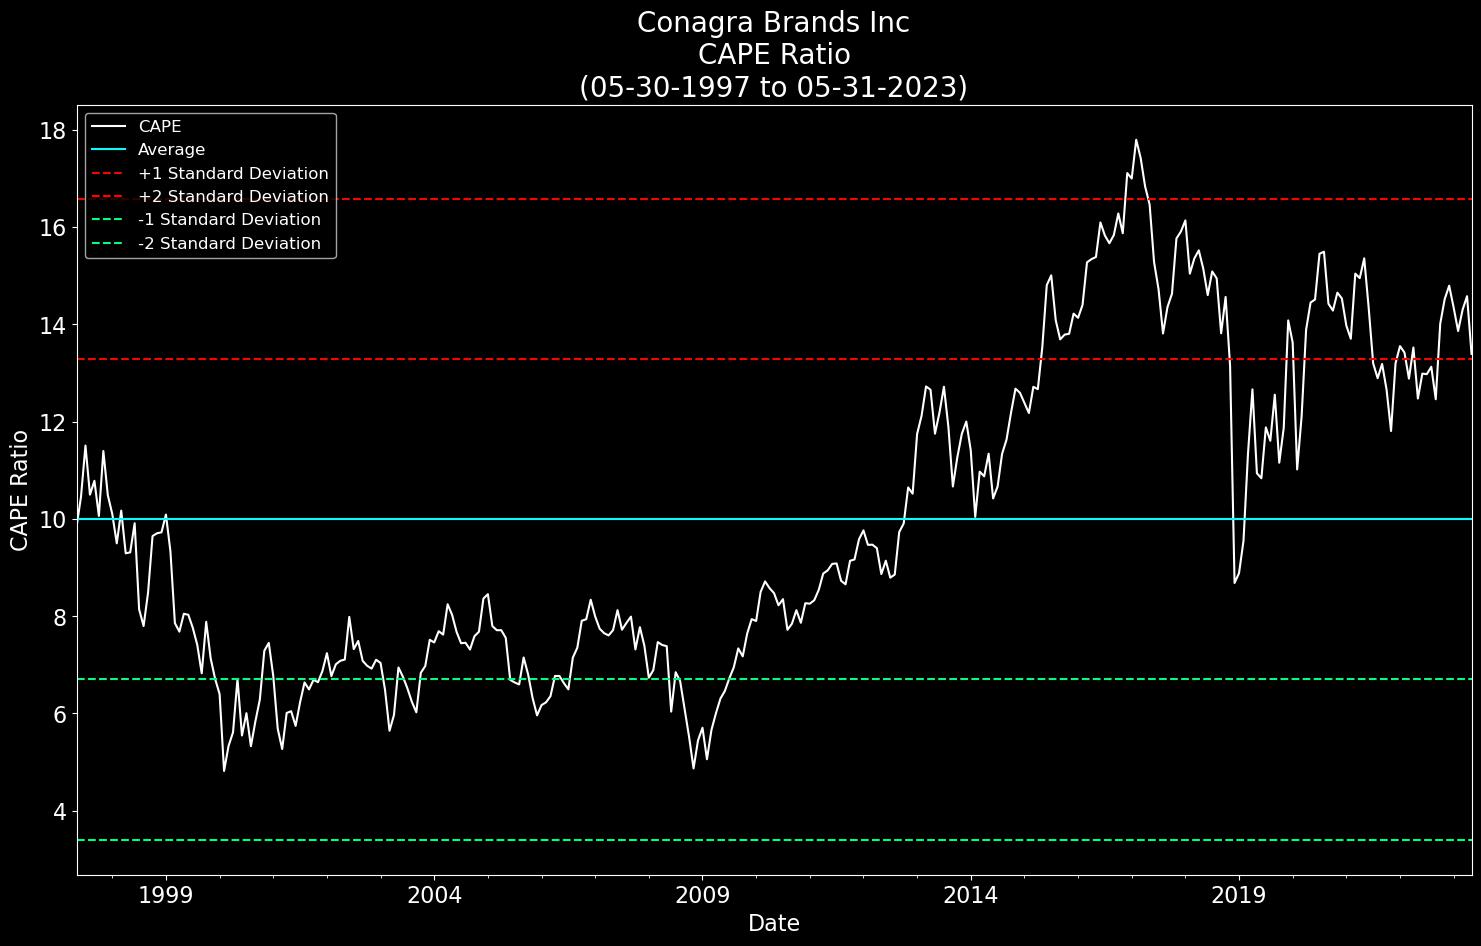 Conagra Brands Inc
CAPE Ratio
(05-30-1997 to 05-31-2023)
CAPE
Average
+1 Standard Deviation
+2 Standard Deviation
-1 Standard Deviation
-2 Standard Deviation
18
16
14
12
10
8
6
4
CAPE Ratio
1999 2004 2009 2014 2019
Date